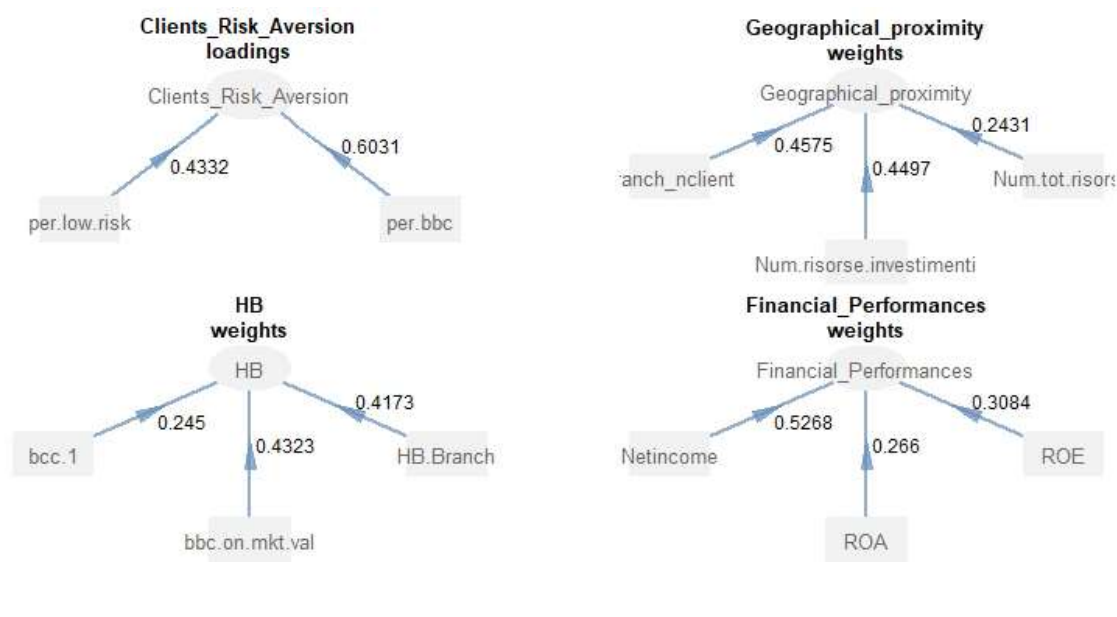 Clients_Risk_Aversion
loadings
Clients_Risk_Aversion
0.4332
0.6031
per.low.risk
per.bbc
Geographical_proximity
weights
Geographical_proximity
0.4575
0.4497
0.2431
ranch_nclient
Num.tot.risors
Num.risorse.investimenti
HB
weights
HB
0.245
0.4323
0.4173
bcc.1
HB.Branch
bbc.on.mkt.val
Financial_Performances
weights
Financial_Performances
0.5268
0.266
0.3084
Netincome
ROE
ROA